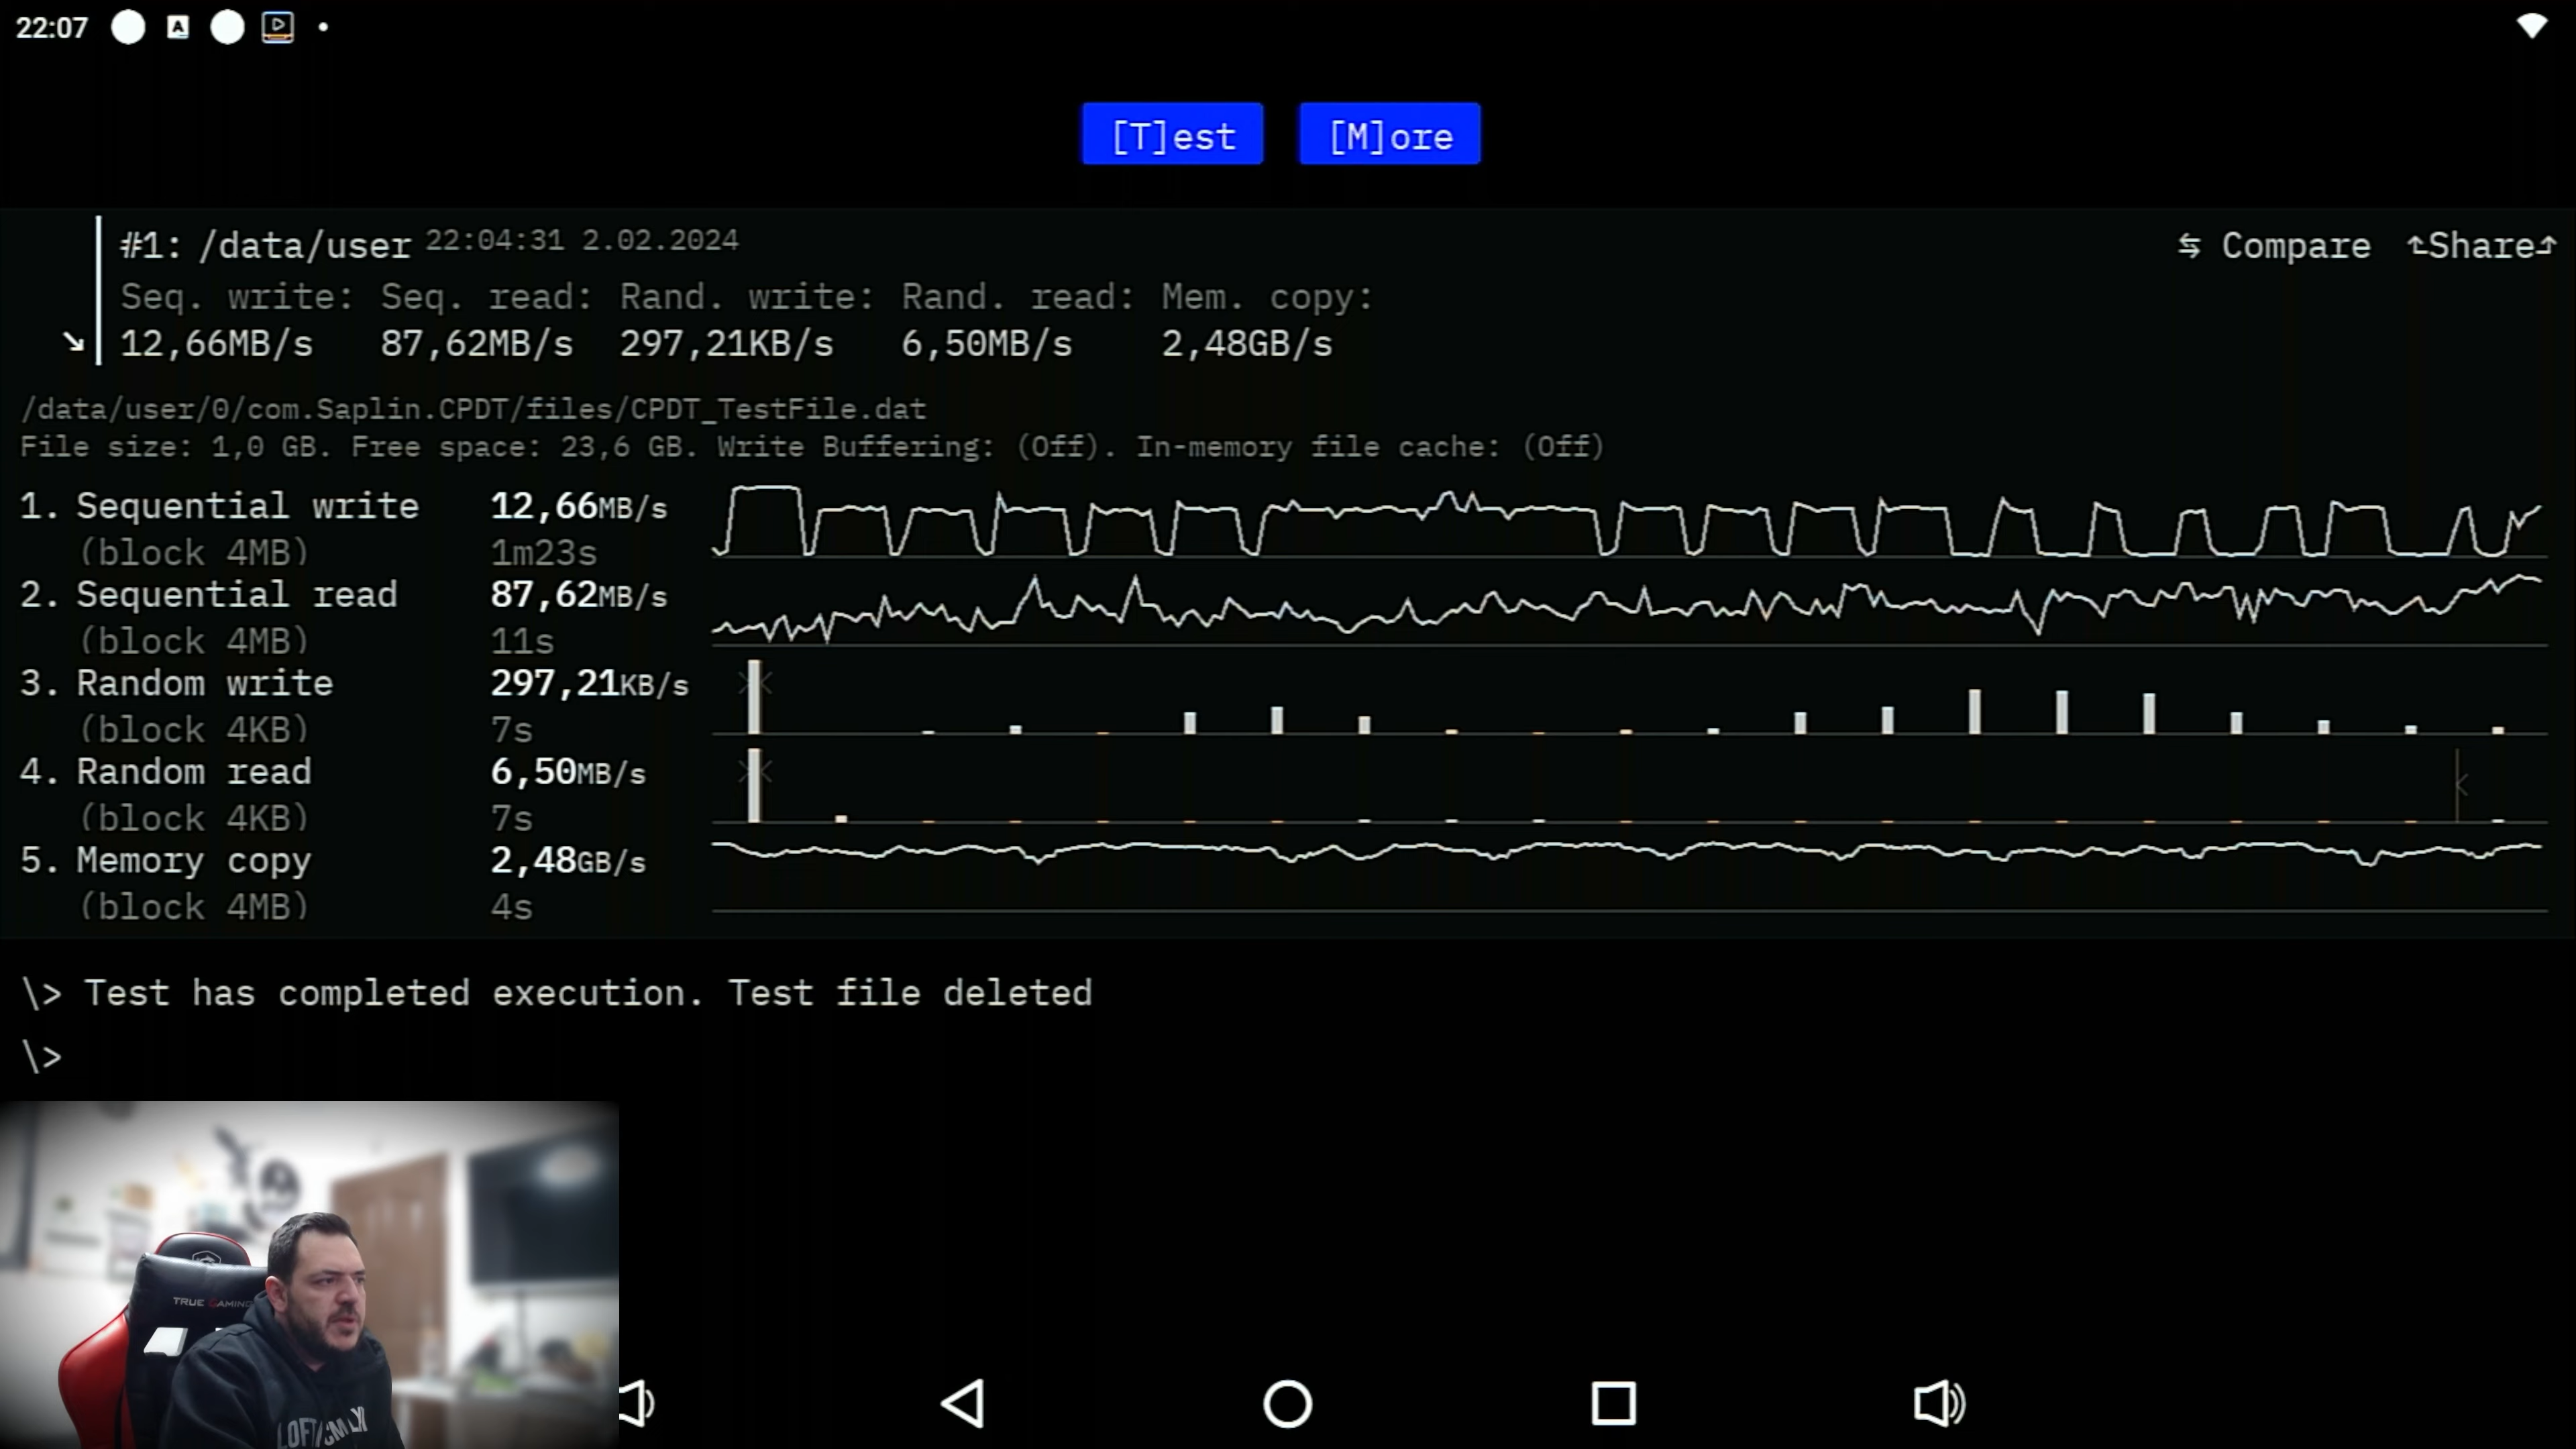 22:07
[T]est [M]ore
#1: /data/user 22:04:31 2.02.2024
⇆ Compare Share
Seq. write: Seq. read: Rand. write: Rand. read: Mem. copy:
12,66MB/s 87,62MB/s 297,21KB/s 6,50MB/s 2,48GB/s
/data/user/0/com.Saplin.CPDT/files/CPDT_TestFile.dat
File size: 1,0 GB. Free space: 23,6 GB. Write Buffering: (Off). In-memory file cache: (Off)
1. Sequential write 12,66MB/s
(block 4MB) 1m23s
2. Sequential read 87,62MB/s
(block 4MB) 11s
3. Random write 297,21KB/s
(block 4KB) 7s
4. Random read 6,50MB/s
(block 4KB) 7s
5. Memory copy 2,48GB/s
(block 4MB) 4s
\> Test has completed execution. Test file deleted
\>
TRUE GAMING